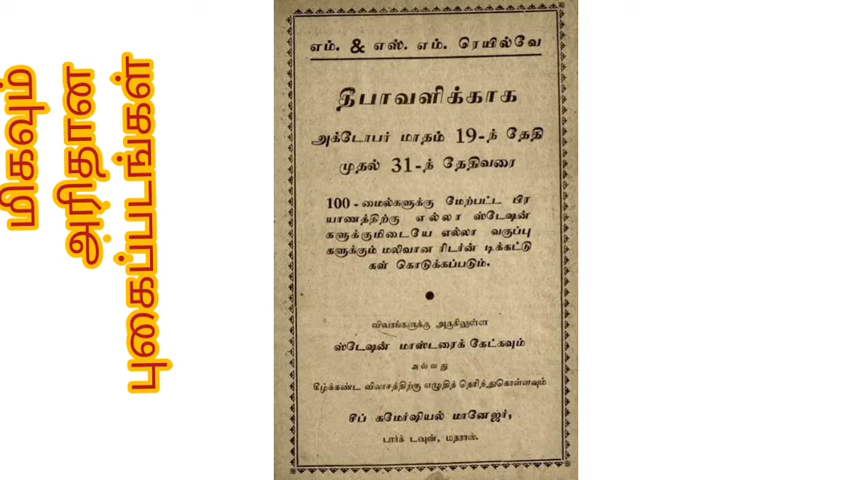 மிகவும்
அரிதான
புகைப்படங்கள்
எம். & எஸ். எம். ரெயில்வே
தீபாவளிக்காக
அக்டோபர் மாதம் 19-ந் தேதி
முதல் 31-ந் தேதிவரை
100-மைல்களுக்கு மேற்பட்ட பிர
யாணத்திற்கு எல்லா ஸ்டேஷன்
களுக்குமிடையே எல்லா வகுப்பு
களுக்கும் மலிவான ரிடர்ன் டிக்கட்டு
கள் கொடுக்கப்படும்.
விவரங்களுக்கு அருகிலுள்ள
ஸ்டேஷன் மாஸ்டரைக் கேட்கவும்
அல்லது
கீழ்க்கண்ட விலாசத்திற்கு எழுதித் தெரிந்துகொள்ளவும்
சீப் கமேர்ஷியல் மானேஜர்,
பார்க் டவுன், மதராஸ்.